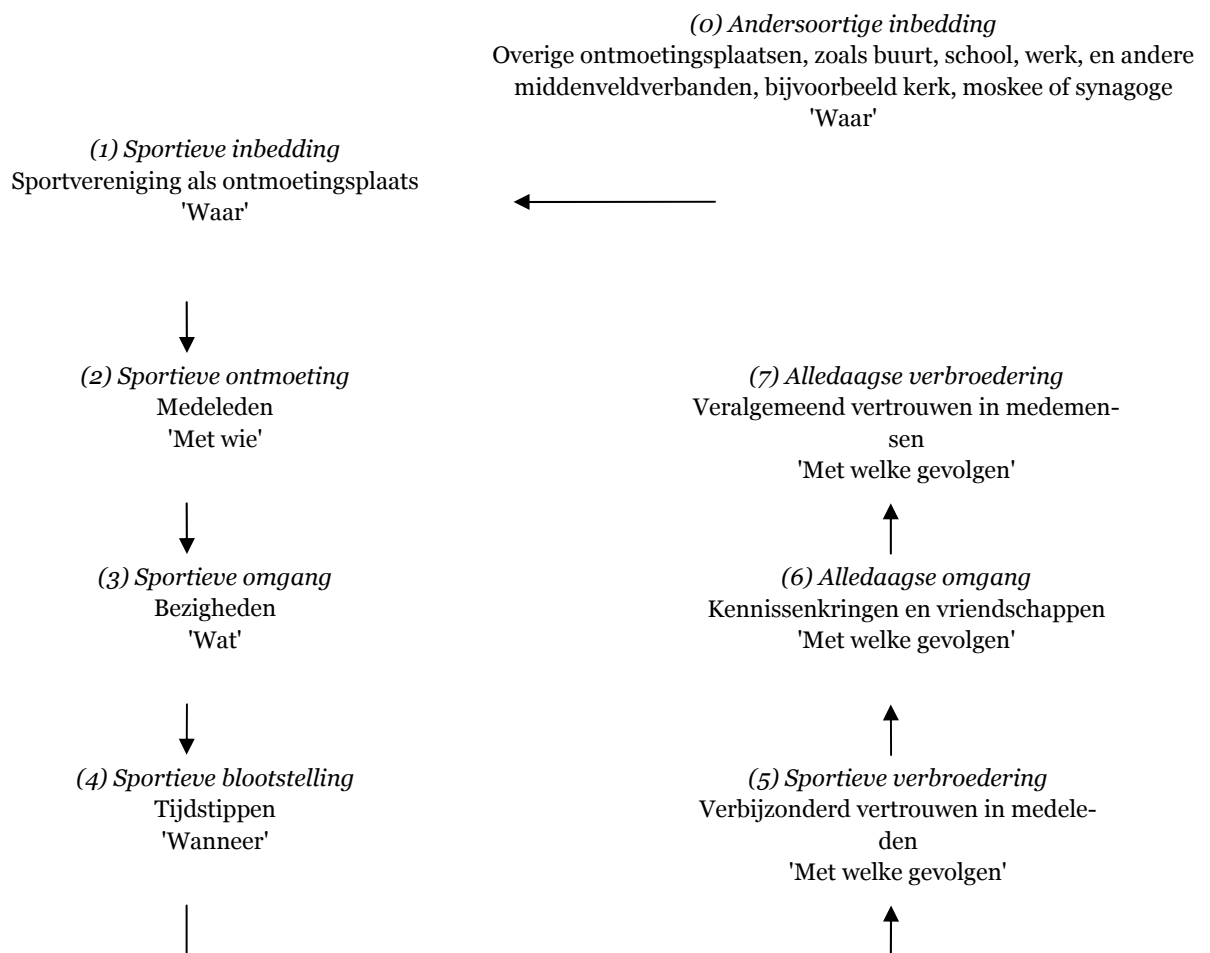 (0) Andersoortige inbedding
Overige ontmoetingsplaatsen, zoals buurt, school, werk, en andere
middenveldverbanden, bijvoorbeeld kerk, moskee of synagoge
'Waar'
(1) Sportieve inbedding
Sportvereniging als ontmoetingsplaats
'Waar'
(2) Sportieve ontmoeting
Medeleden
'Met wie'
(3) Sportieve omgang
Bezigheden
'Wat'
(4) Sportieve blootstelling
Tijdstippen
'Wanneer'
(7) Alledaagse verbroedering
Veralgemeend vertrouwen in medemen-
sen
'Met welke gevolgen'
(6) Alledaagse omgang
Kennissenkringen en vriendschappen
'Met welke gevolgen'
(5) Sportieve verbroedering
Verbijzonderd vertrouwen in medele-
den
'Met welke gevolgen'